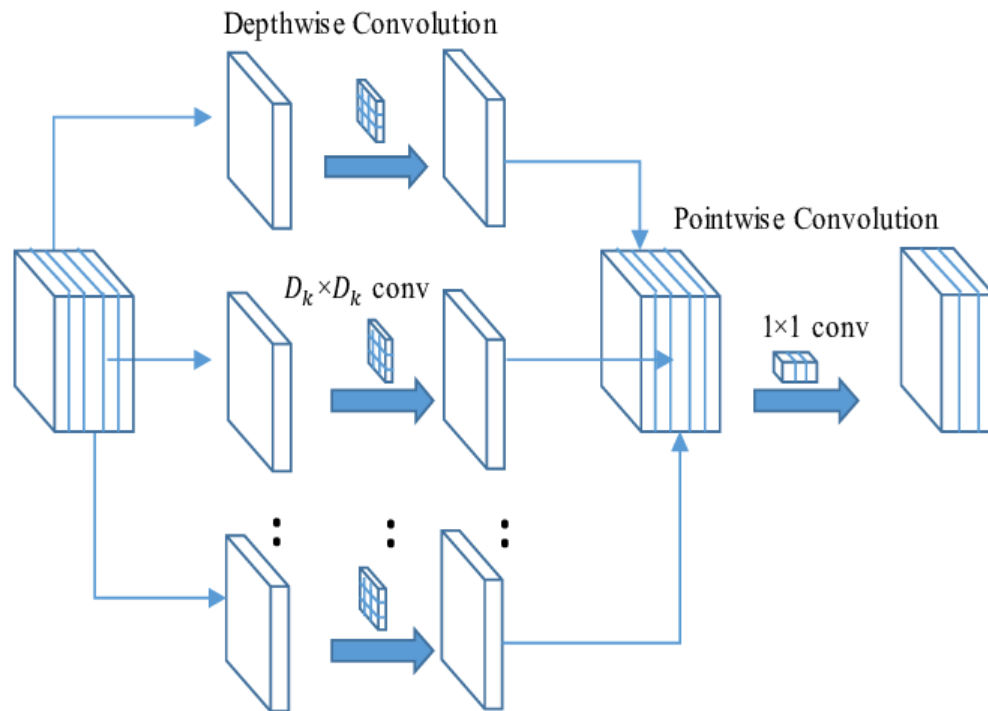 Depthwise Convolution
Pointwise Convolution
D_k×D_k conv
1×1 conv